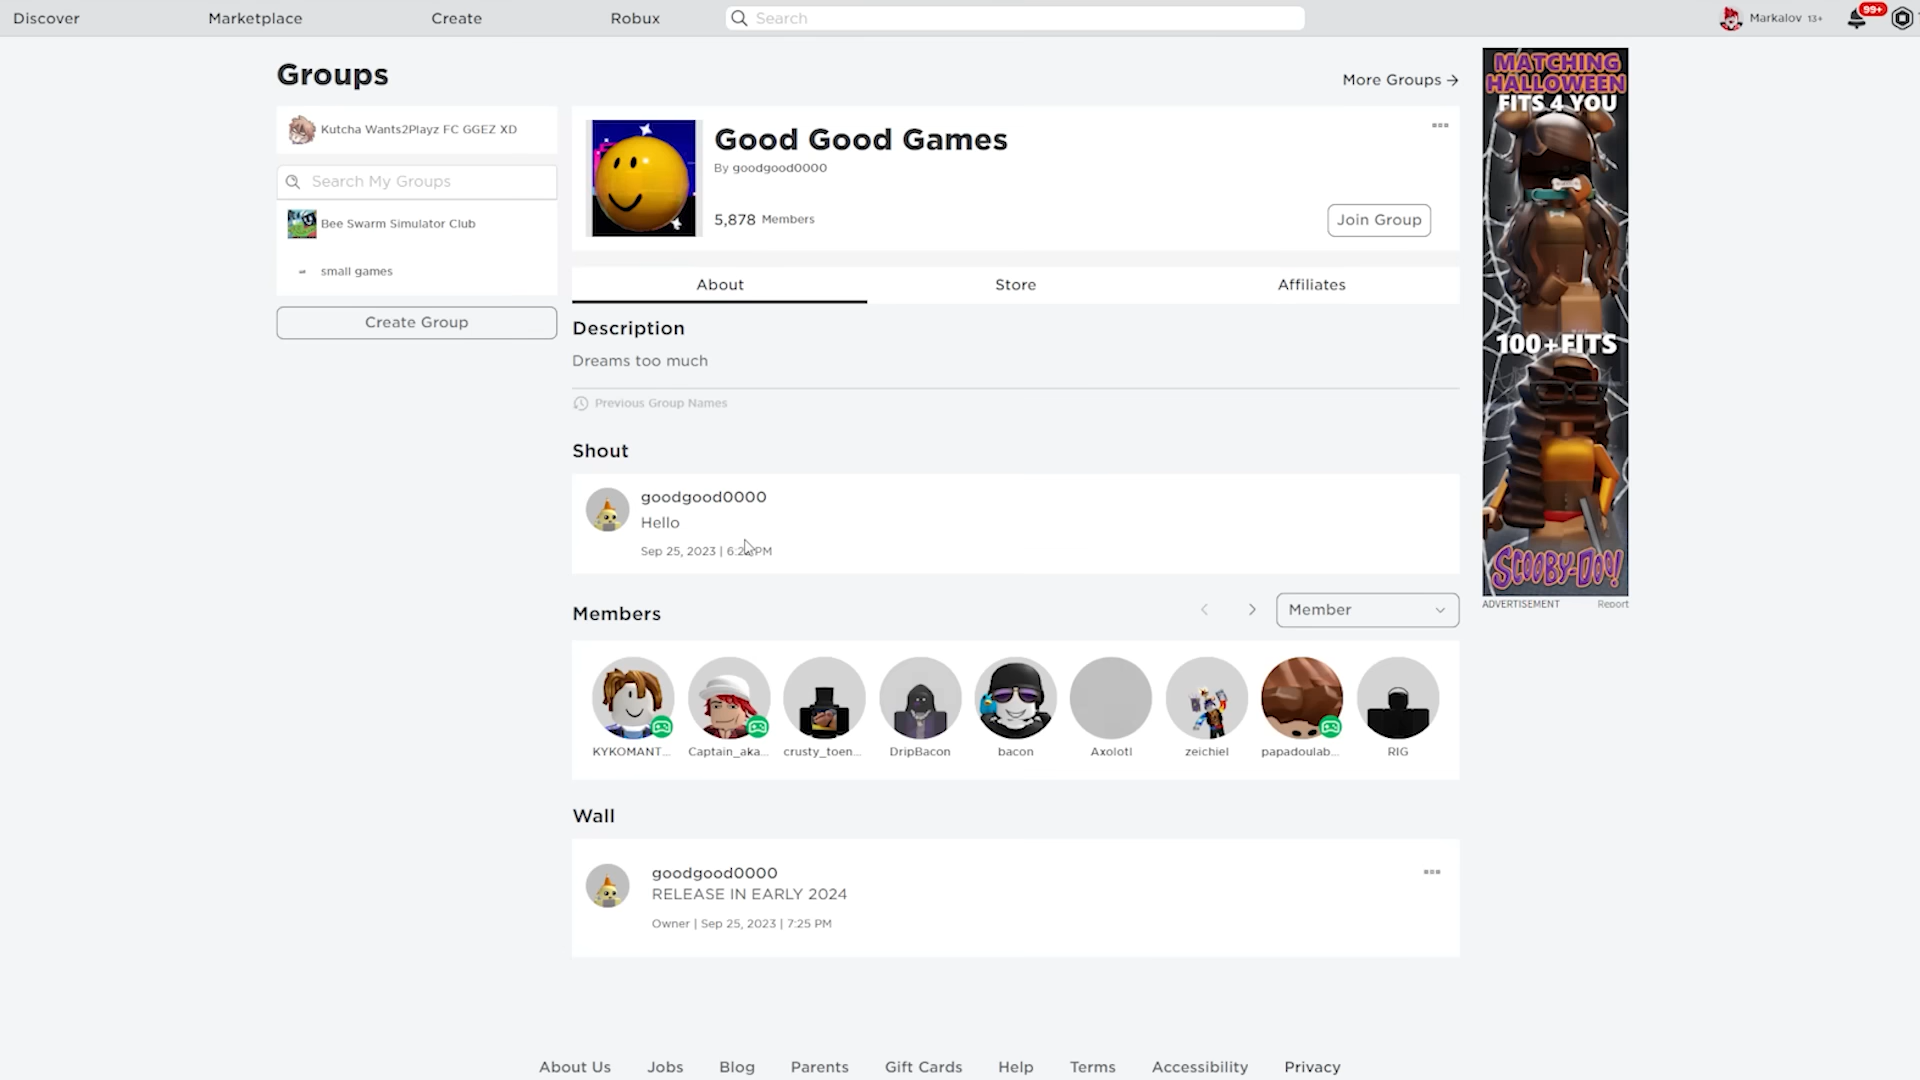 Discover
Marketplace
Create
Robux
Search
Markalov 13+
99+
Groups
More Groups →
Kutcha Wants2Playz FC GGEZ XD
Search My Groups
Bee Swarm Simulator Club
small games
Create Group
Good Good Games
By goodgood0000
5,878 Members
Join Group
About
Store
Affiliates
Description
Dreams too much
Previous Group Names
Shout
goodgood0000
Hello
Sep 25, 2023 |
Members
Member
KYKOMANT...
Captain_aka...
crusty_toen...
DripBacon
bacon
Axolotl
zeichiel
papadoulab...
RIG
Wall
goodgood0000
RELEASE IN EARLY 2024
Owner | Sep 25, 2023 | 7:25 PM
MATCHING
HALLOWEEN
FITS 4 YOU
100+FITS
SCOOBY-DOO!
ADVERTISEMENT
Report
About Us
Jobs
Blog
Parents
Gift Cards
Help
Terms
Accessibility
Privacy